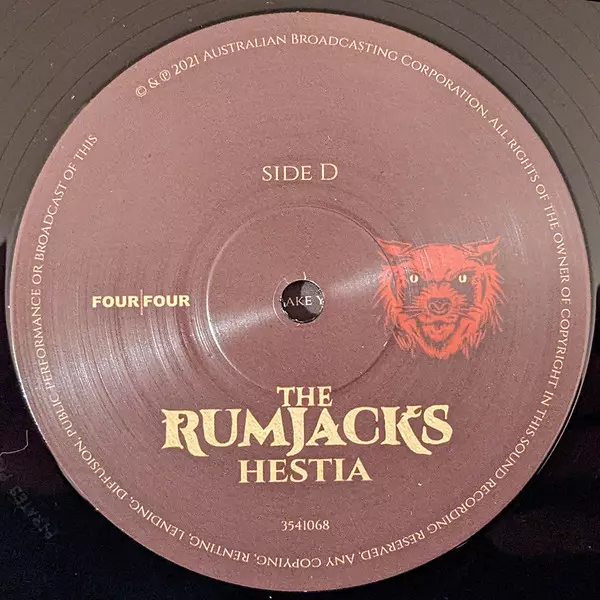 © & ℗ 2021 Australian Broadcasting Corporation. All rights of the owner of copyright in this sound recording reserved. Any copying, renting, lending, diffusion, public performance or broadcast of this
SIDE D
FOUR|FOUR
AKE Y
THE
RUMJACKS
HESTIA
3541068